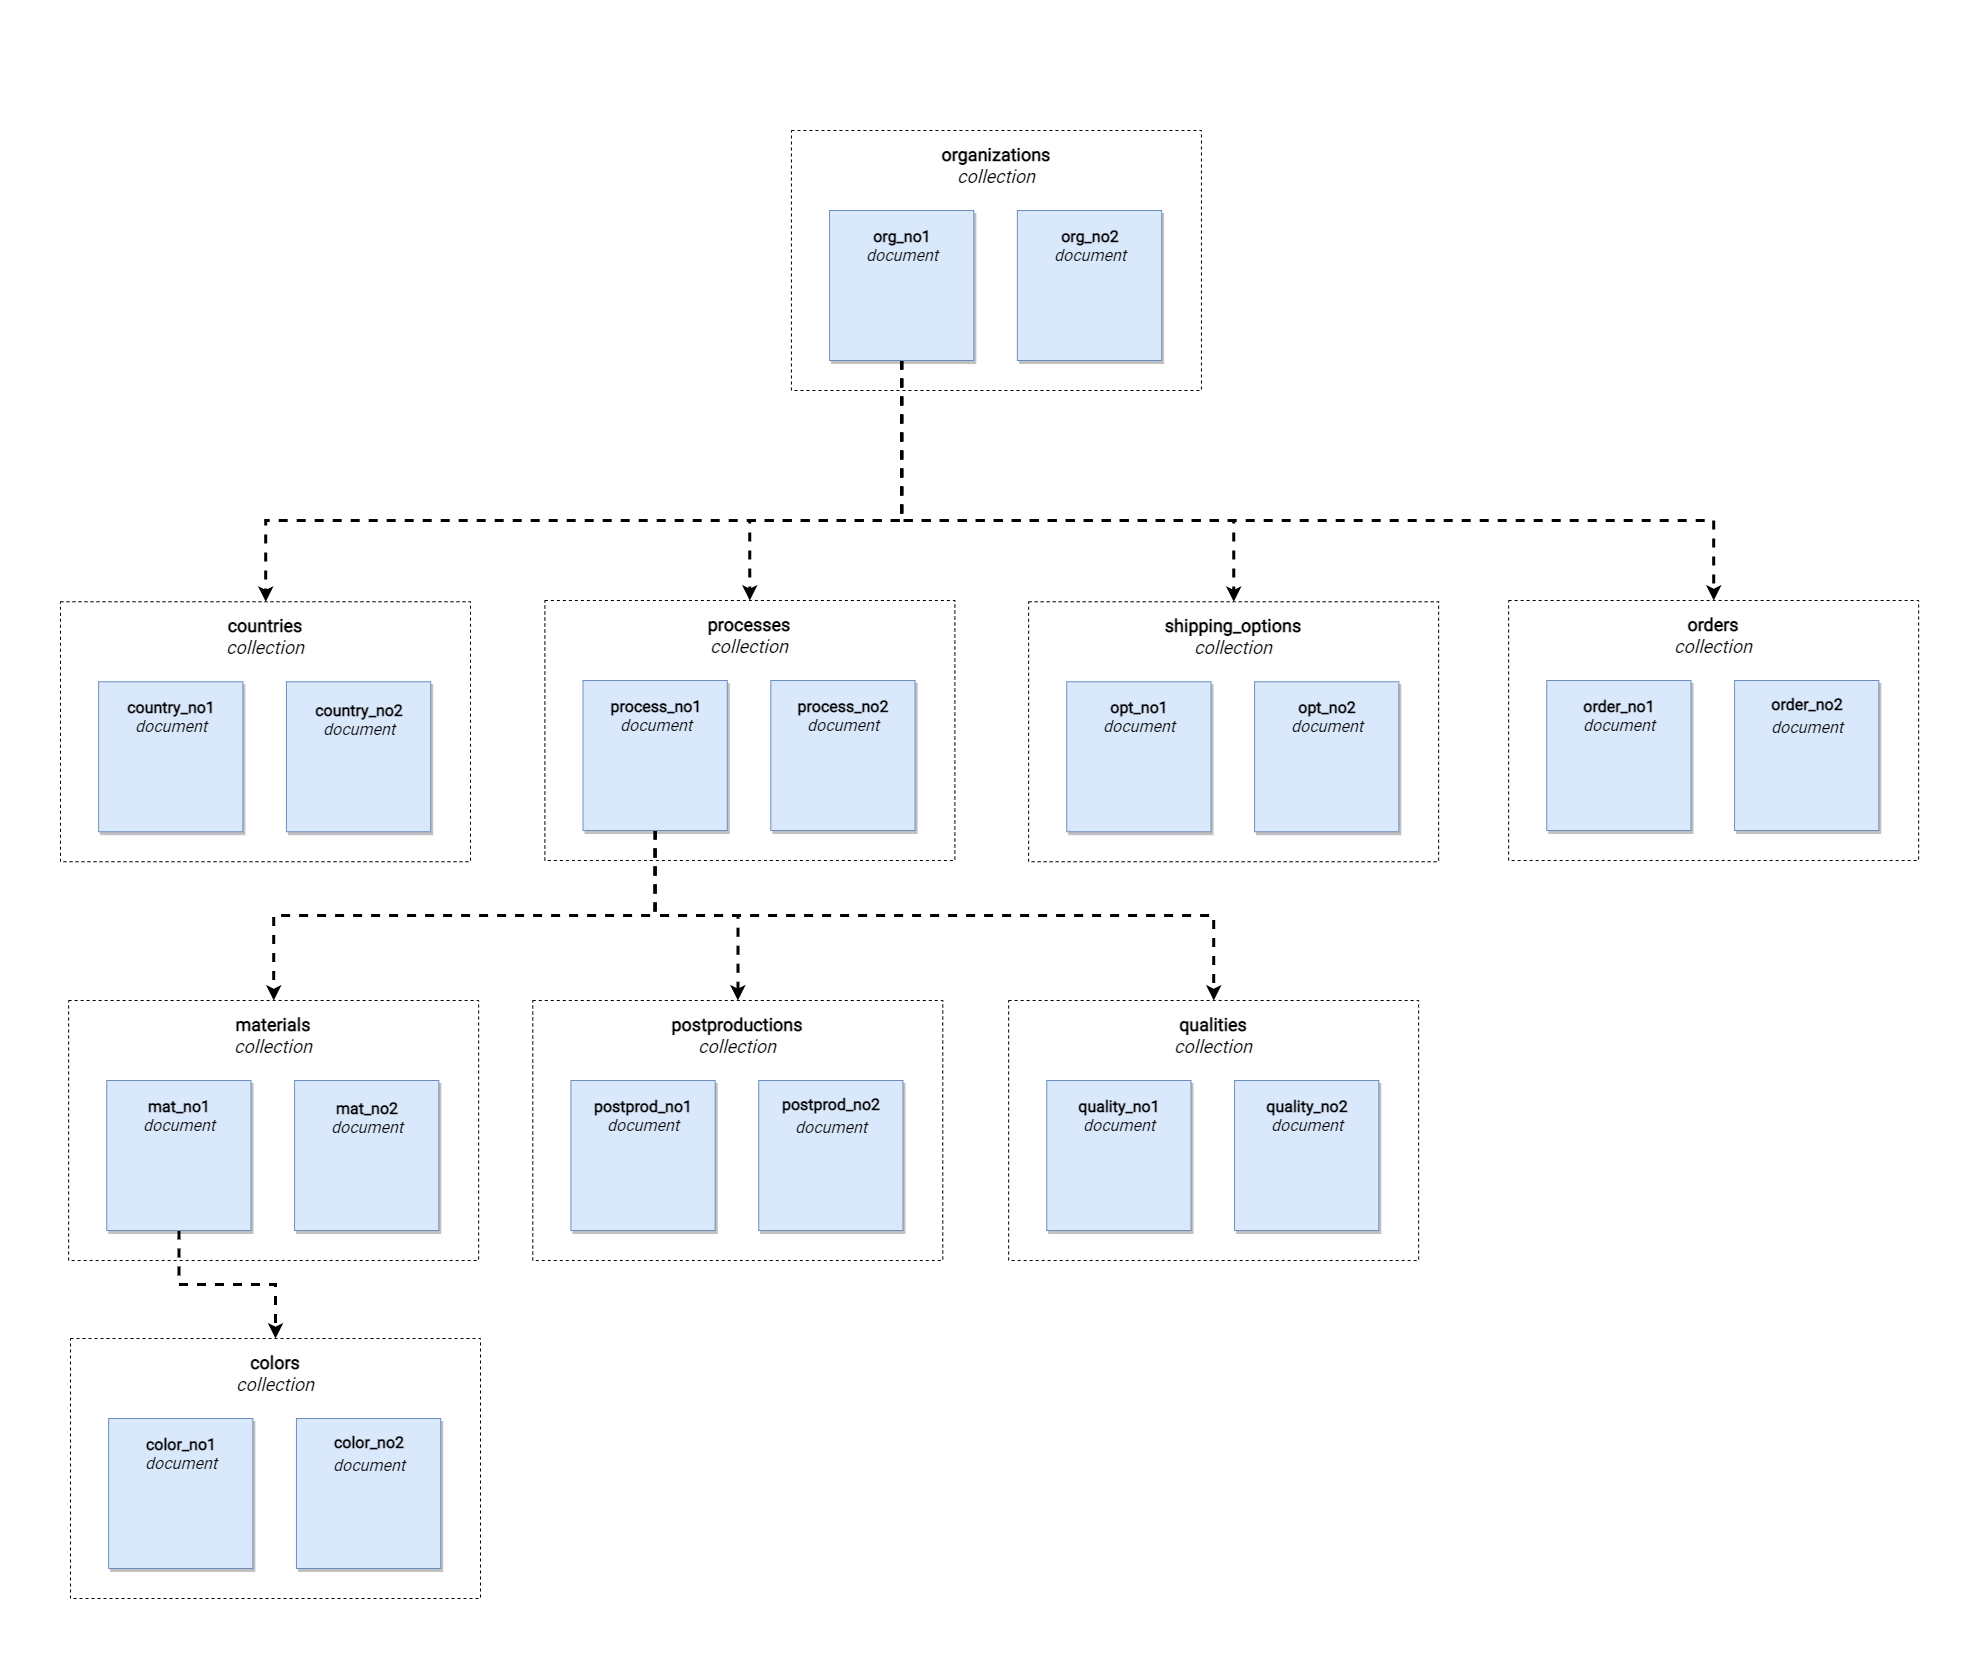 organizations
collection
org_no1
document
org_no2
document
countries
collection
country_no1
document
country_no2
document
processes
collection
process_no1
document
process_no2
document
shipping_options
collection
opt_no1
document
opt_no2
document
orders
collection
order_no1
document
order_no2
document
materials
collection
mat_no1
document
mat_no2
document
postproductions
collection
postprod_no1
document
postprod_no2
document
qualities
collection
quality_no1
document
quality_no2
document
colors
collection
color_no1
document
color_no2
document